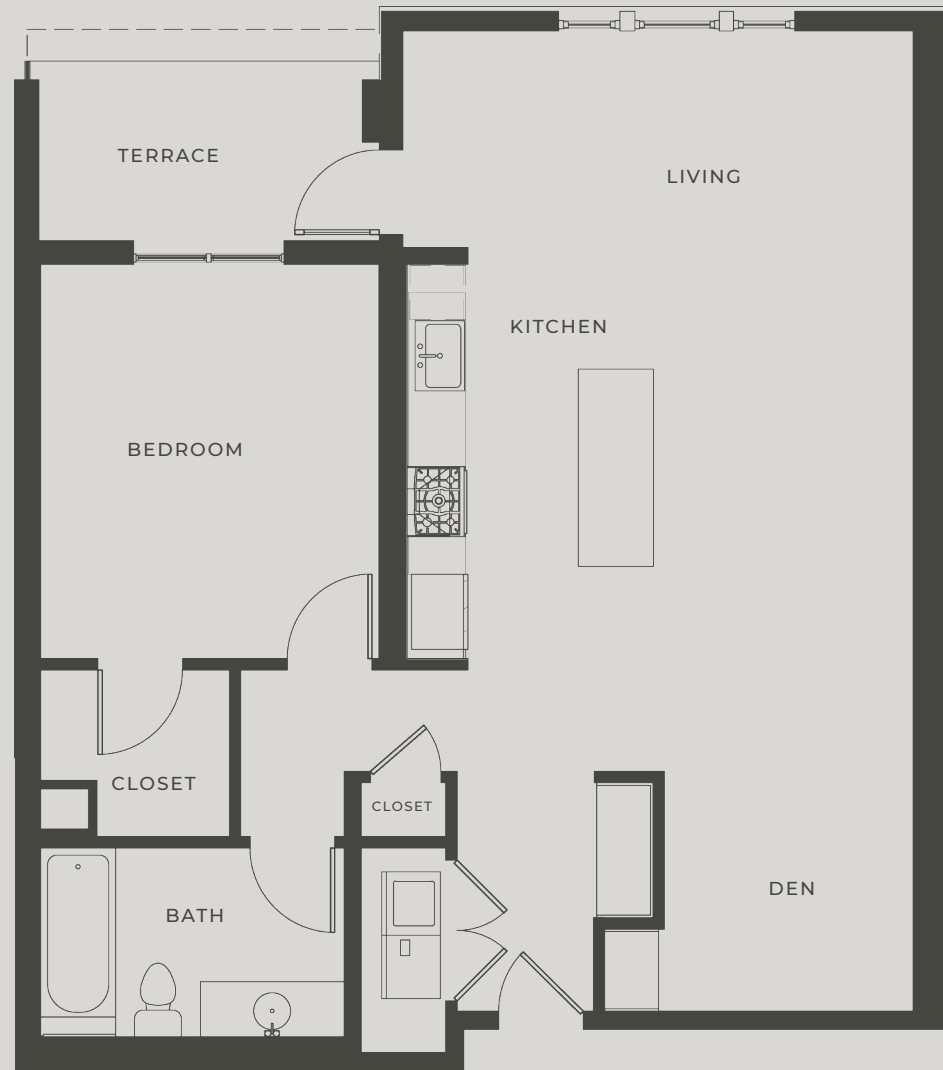 TERRACE
LIVING
KITCHEN
BEDROOM
CLOSET
CLOSET
DEN
BATH